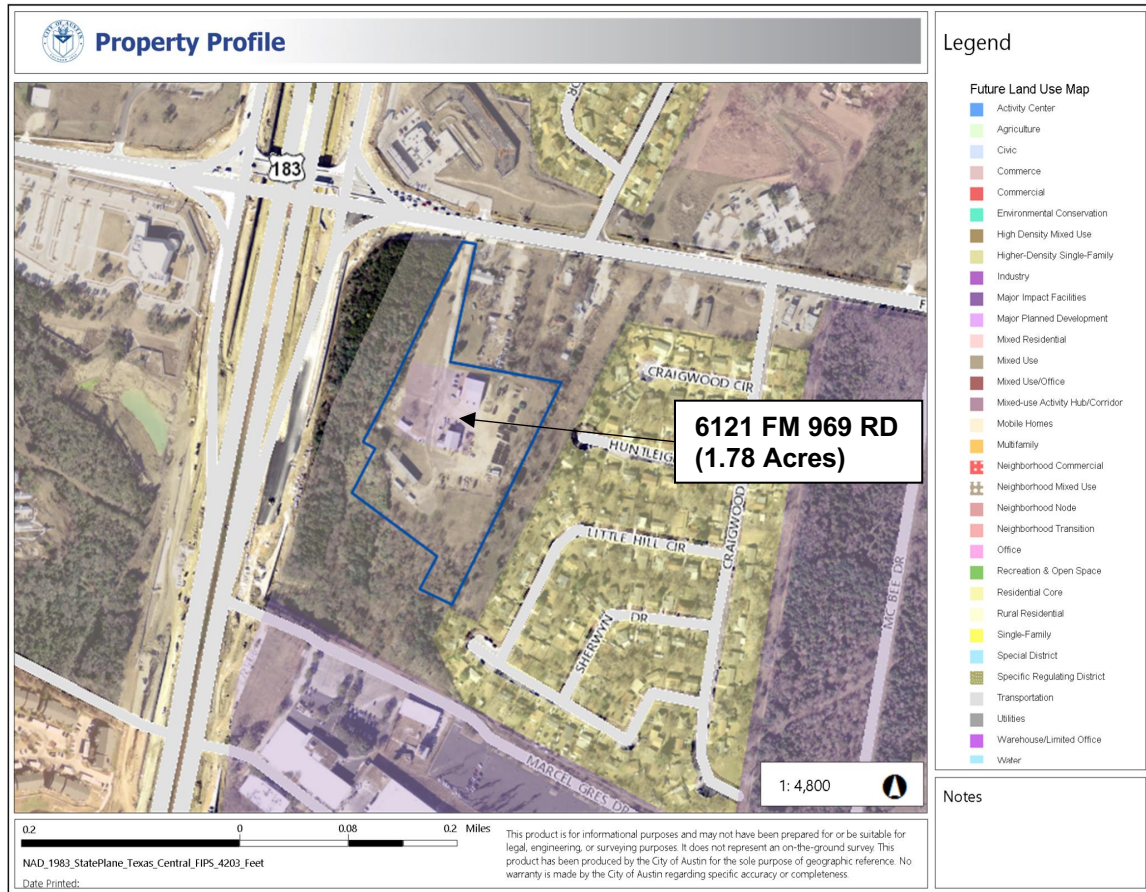 CITY OF AUSTIN
Property Profile
183
DR
F
CRAIGWOOD CIR
HUNTLEIG
6121 FM 969 RD
(1.78 Acres)
LITTLE HILL CIR
CRAIGWOOD
SHERWYN DR
MC BEE DR
MARCEL GRES DR
1: 4,800
Legend
Future Land Use Map
Activity Center
Agriculture
Civic
Commerce
Commercial
Environmental Conservation
High Density Mixed Use
Higher-Density Single-Family
Industry
Major Impact Facilities
Major Planned Development
Mixed Residential
Mixed Use
Mixed Use/Office
Mixed-use Activity Hub/Corridor
Mobile Homes
Multifamily
Neighborhood Commercial
Neighborhood Mixed Use
Neighborhood Node
Neighborhood Transition
Office
Recreation & Open Space
Residential Core
Rural Residential
Single-Family
Special District
Specific Regulating District
Transportation
Utilities
Warehouse/Limited Office
Water
Notes
0.2 0 0.08 0.2 Miles
NAD_1983_StatePlane_Texas_Central_FIPS_4203_Feet
Date Printed:
This product is for informational purposes and may not have been prepared for or be suitable for
legal, engineering, or surveying purposes. It does not represent an on-the-ground survey. This
product has been produced by the City of Austin for the sole purpose of geographic reference. No
warranty is made by the City of Austin regarding specific accuracy or completeness.